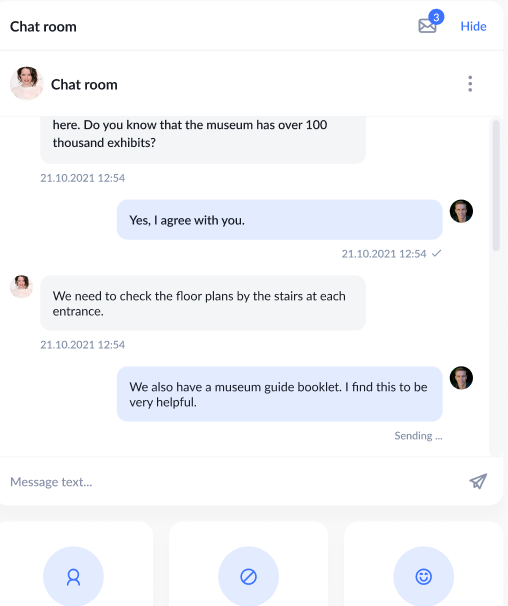 Chat room
3
Hide
Chat room
here. Do you know that the museum has over 100
thousand exhibits?
21.10.2021 12:54
Yes, I agree with you.
21.10.2021 12:54
We need to check the floor plans by the stairs at each
entrance.
21.10.2021 12:54
We also have a museum guide booklet. I find this to be
very helpful.
Sending ...
Message text...